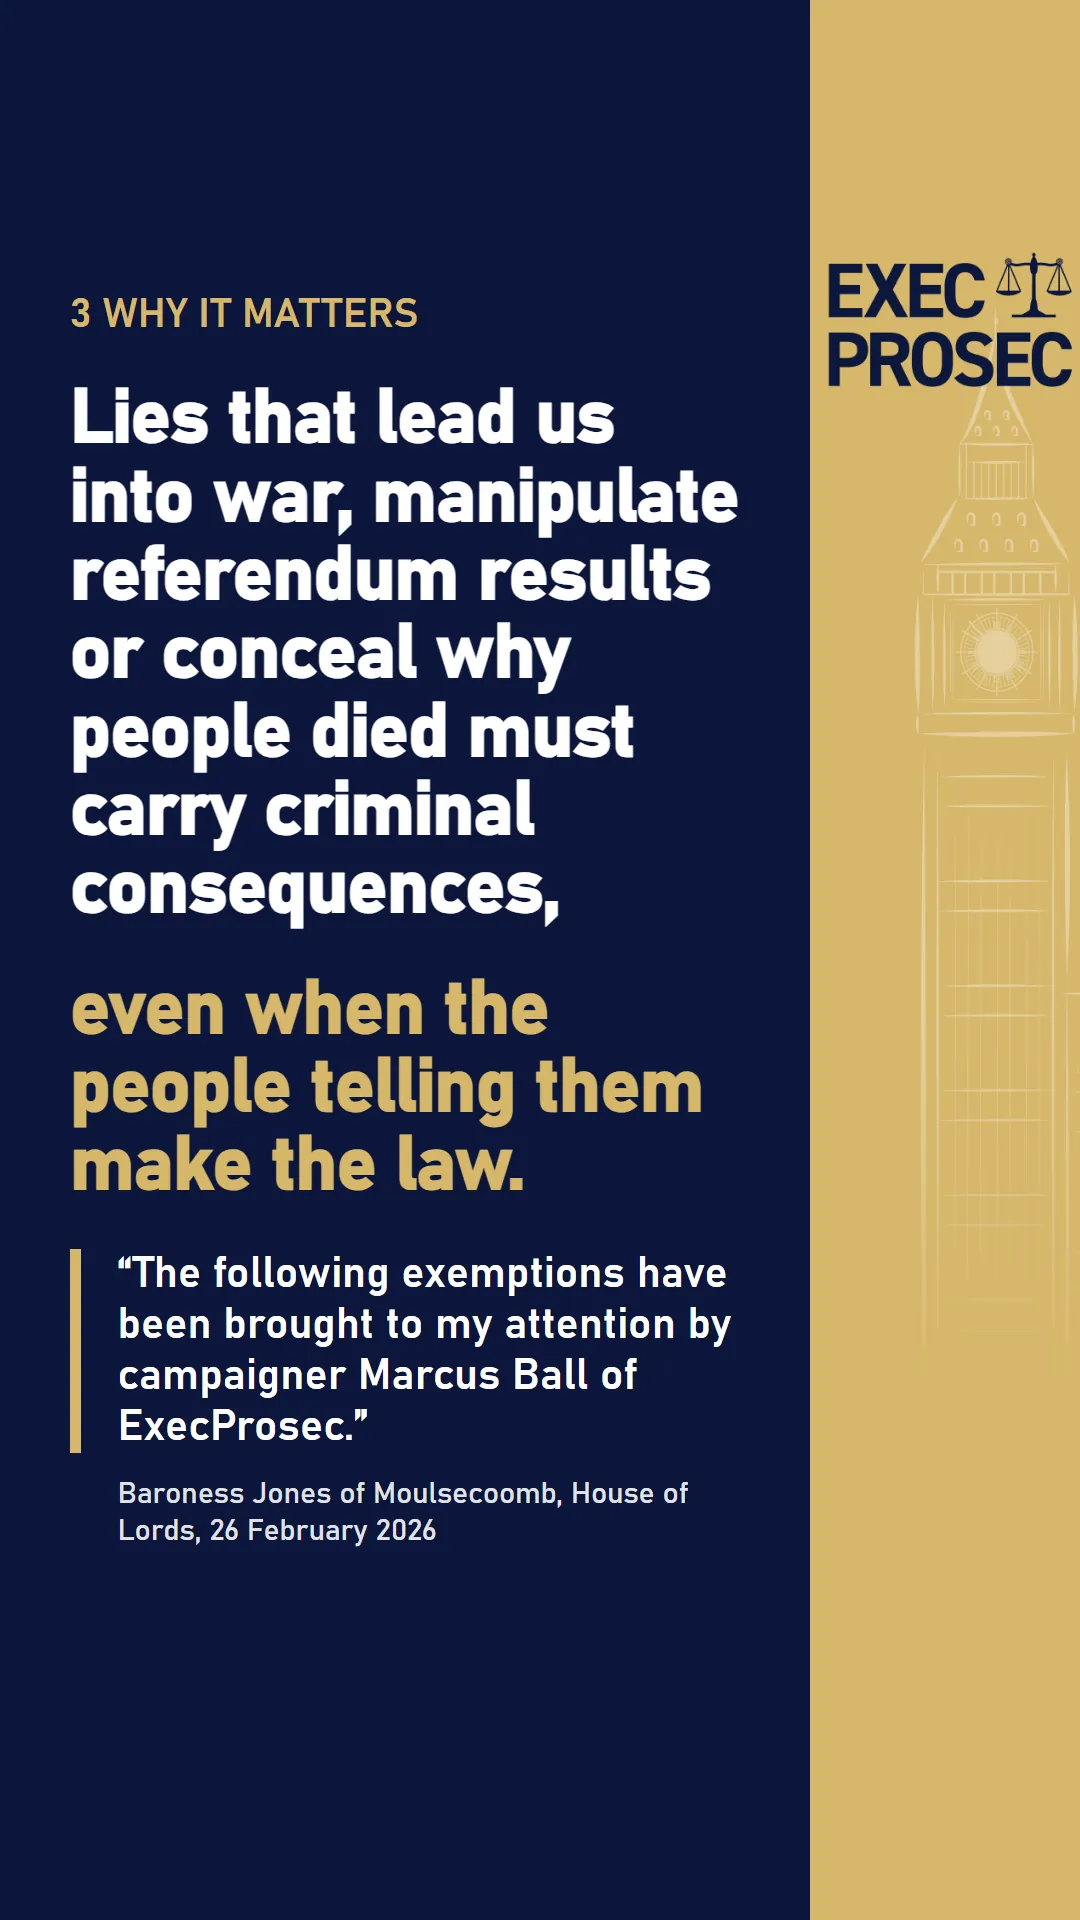 EXEC
PROSEC
3 WHY IT MATTERS
Lies that lead us
into war, manipulate
referendum results
or conceal why
people died must
carry criminal
consequences,
even when the
people telling them
make the law.
“The following exemptions have
been brought to my attention by
campaigner Marcus Ball of
ExecProsec.”
Baroness Jones of Moulsecoomb, House of
Lords, 26 February 2026